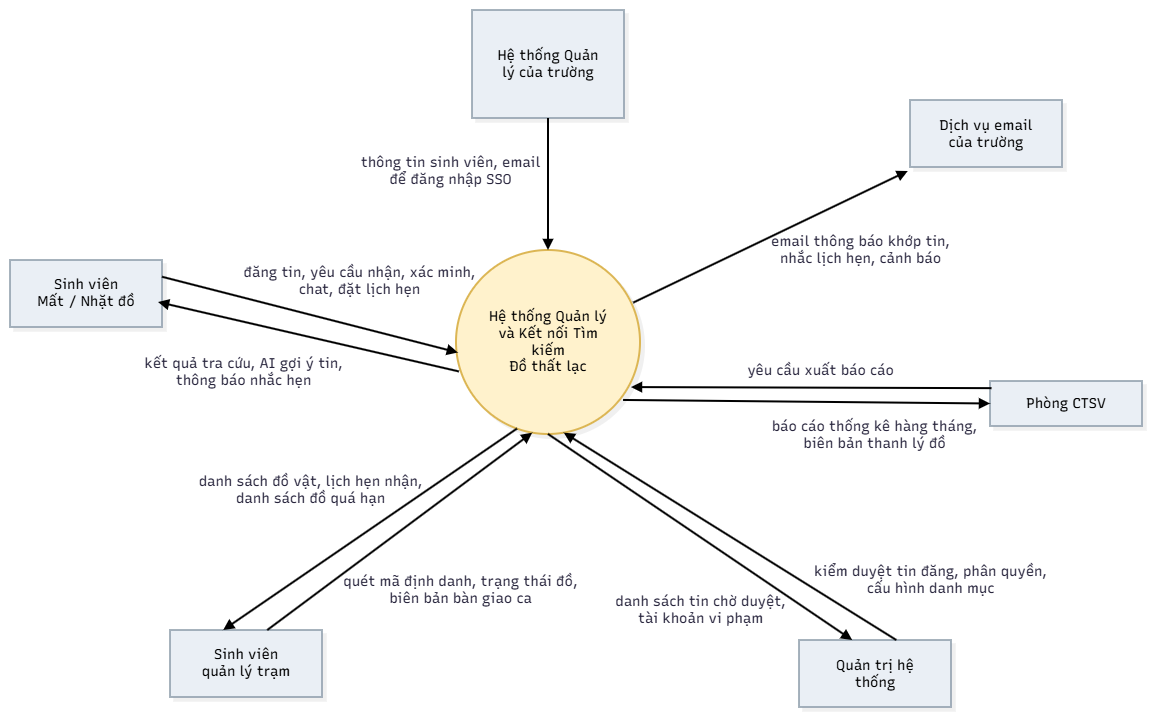 Hệ thống Quản
lý của trường
Dịch vụ email
của trường
thông tin sinh viên, email
để đăng nhập SSO
email thông báo khớp tin,
nhắc lịch hẹn, cảnh báo
Sinh viên
Mất / Nhặt đồ
đăng tin, yêu cầu nhận, xác minh,
chat, đặt lịch hẹn
Hệ thống Quản lý
và Kết nối Tìm
kiếm
Đồ thất lạc
kết quả tra cứu, AI gợi ý tin,
thông báo nhắc hẹn
yêu cầu xuất báo cáo
Phòng CTSV
báo cáo thống kê hàng tháng,
biên bản thanh lý đồ
danh sách đồ vật, lịch hẹn nhận,
danh sách đồ quá hạn
quét mã định danh, trạng thái đồ,
biên bản bàn giao ca
kiểm duyệt tin đăng, phân quyền,
cấu hình danh mục
danh sách tin chờ duyệt,
tài khoản vi phạm
Sinh viên
quản lý trạm
Quản trị hệ
thống